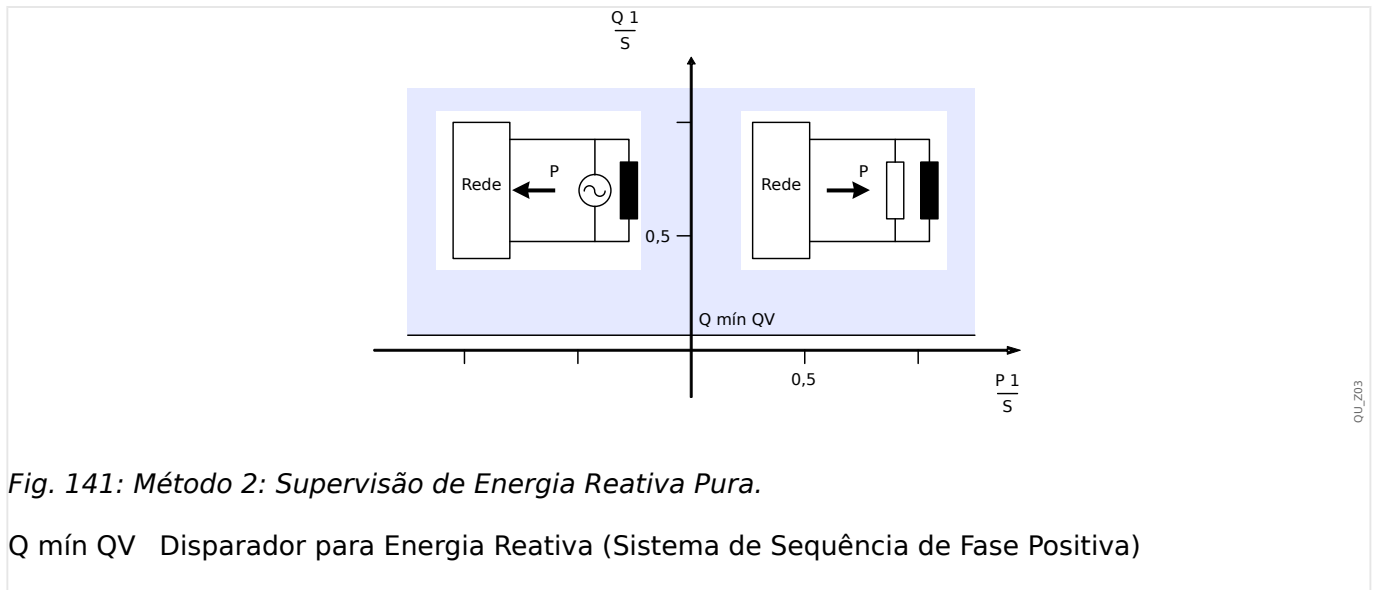 Q 1
S
Rede
P
Rede
P
0,5
Q mín QV
0,5
P 1
S
QU_Z03
Fig. 141: Método 2: Supervisão de Energia Reativa Pura.
Q mín QV Disparador para Energia Reativa (Sistema de Sequência de Fase Positiva)